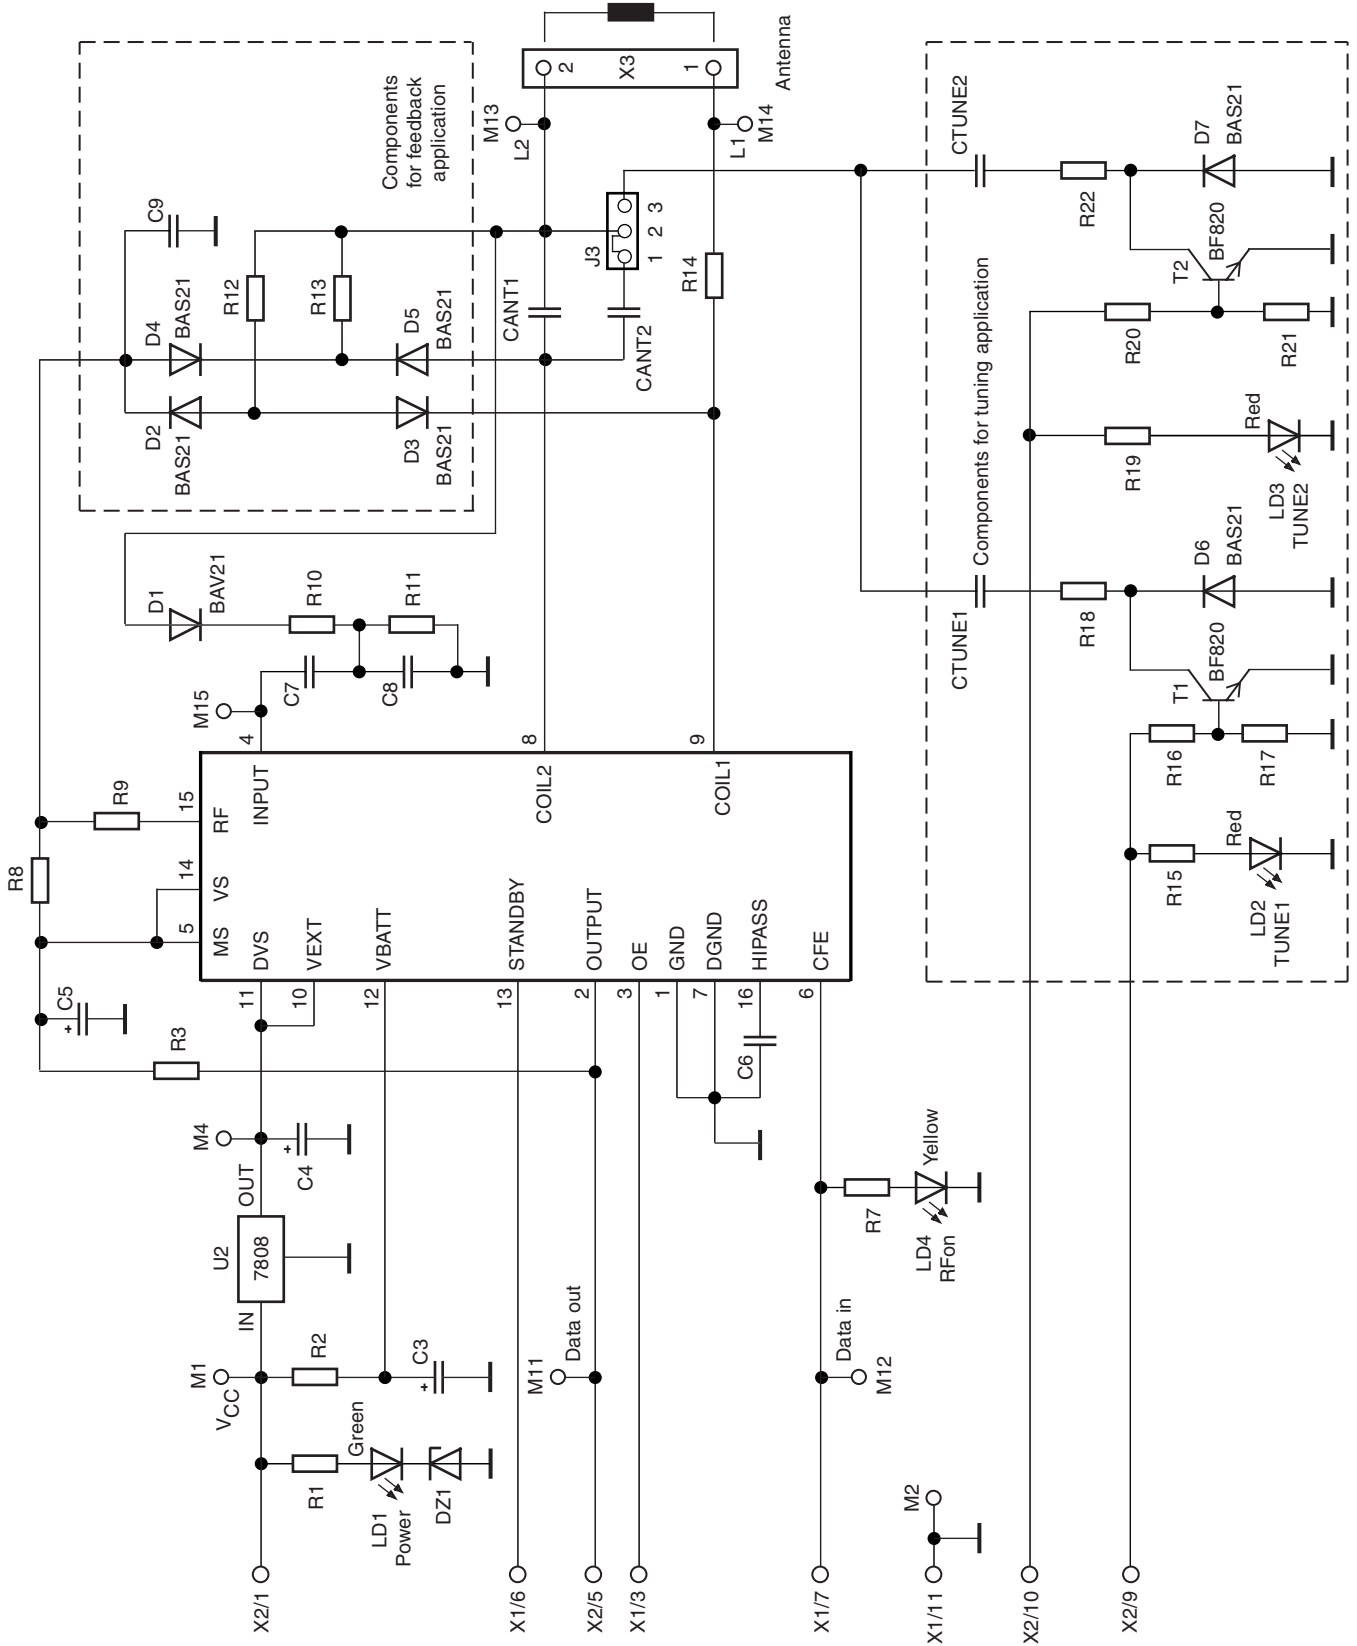 X3
2
1
Antenna
Components
for feedback
application
C9
M13
L2
L1
M14
CTUNE2
D7
BAS21
R22
J3
1
2
3
R12
R13
D4
BAS21
D5
BAS21
CANT1
CANT2
R14
T2
BF820
D2
BAS21
D3
BAS21
R20
R21
Components for tuning application
Red
R19
LD3
TUNE2
D1
BAV21
R10
R11
C7
C8
M15
CTUNE1
R18
D6
BAS21
T1
BF820
4
8
9
R9
15
RF
INPUT
COIL2
COIL1
R16
R17
R8
14
VS
5
MS
DVS
VEXT
VBATT
STANDBY
OUTPUT
OE
GND
DGND
HIPASS
CFE
R15
Red
LD2
TUNE1
C5
+
11
10
12
13
2
3
1
7
16
6
R3
C6
M4
OUT
C4
+
U2
7808
IN
R7
Yellow
LD4
RFon
M1
VCC
R2
C3
+
M11
Data out
Data in
M12
R1
Green
LD1
Power
DZ1
M2
X2/1
X1/6
X2/5
X1/3
X1/7
X1/11
X2/10
X2/9